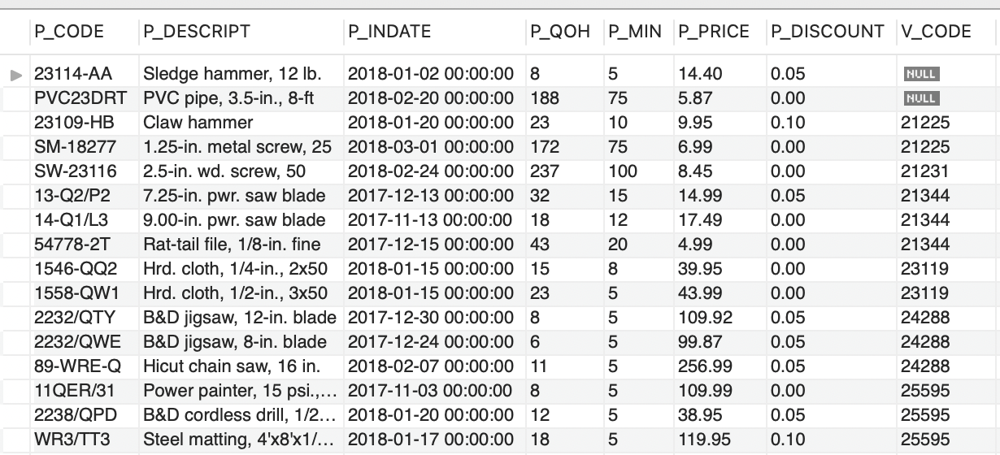 P_CODE P_DESCRIPT P_INDATE P_QOH P_MIN P_PRICE P_DISCOUNT V_CODE
23114-AA Sledge hammer, 12 lb. 2018-01-02 00:00:00 8 5 14.40 0.05 NULL
PVC23DRT PVC pipe, 3.5-in., 8-ft 2018-02-20 00:00:00 188 75 5.87 0.00 NULL
23109-HB Claw hammer 2018-01-20 00:00:00 23 10 9.95 0.10 21225
SM-18277 1.25-in. metal screw, 25 2018-03-01 00:00:00 172 75 6.99 0.00 21225
SW-23116 2.5-in. wd. screw, 50 2018-02-24 00:00:00 237 100 8.45 0.00 21231
13-Q2/P2 7.25-in. pwr. saw blade 2017-12-13 00:00:00 32 15 14.99 0.05 21344
14-Q1/L3 9.00-in. pwr. saw blade 2017-11-13 00:00:00 18 12 17.49 0.00 21344
54778-2T Rat-tail file, 1/8-in. fine 2017-12-15 00:00:00 43 20 4.99 0.00 21344
1546-QQ2 Hrd. cloth, 1/4-in., 2x50 2018-01-15 00:00:00 15 8 39.95 0.00 23119
1558-QW1 Hrd. cloth, 1/2-in., 3x50 2018-01-15 00:00:00 23 5 43.99 0.00 23119
2232/QTY B&D jigsaw, 12-in. blade 2017-12-30 00:00:00 8 5 109.92 0.05 24288
2232/QWE B&D jigsaw, 8-in. blade 2017-12-24 00:00:00 6 5 99.87 0.05 24288
89-WRE-Q Hicut chain saw, 16 in. 2018-02-07 00:00:00 11 5 256.99 0.05 24288
11QER/31 Power painter, 15 psi.,... 2017-11-03 00:00:00 8 5 109.99 0.00 25595
2238/QPD B&D cordless drill, 1/2... 2018-01-20 00:00:00 12 5 38.95 0.05 25595
WR3/TT3 Steel matting, 4'x8'x1/... 2018-01-17 00:00:00 18 5 119.95 0.10 25595